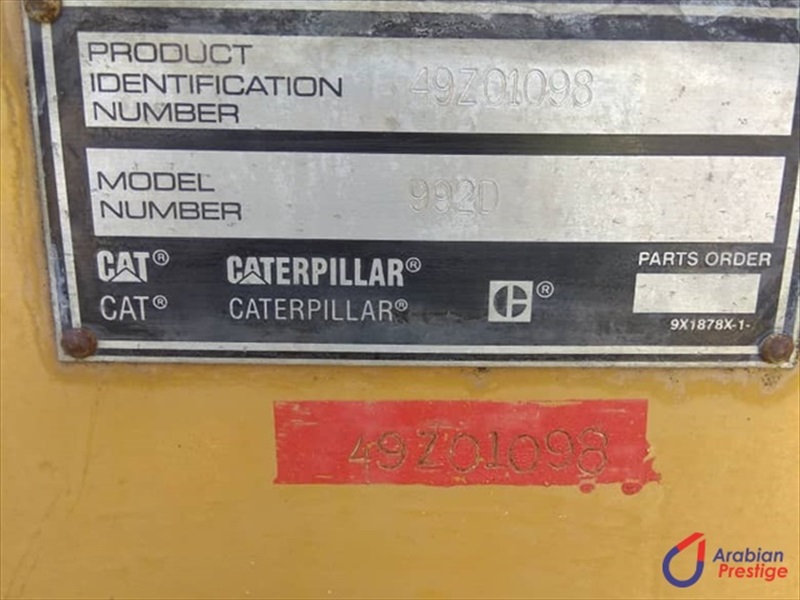 PRODUCT
IDENTIFICATION
NUMBER
49Z01098
MODEL
NUMBER
992D
CAT® CATERPILLAR®
CAT® CATERPILLAR® C®
PARTS ORDER
9X1878X-1-
49Z01098
Arabian
Prestige